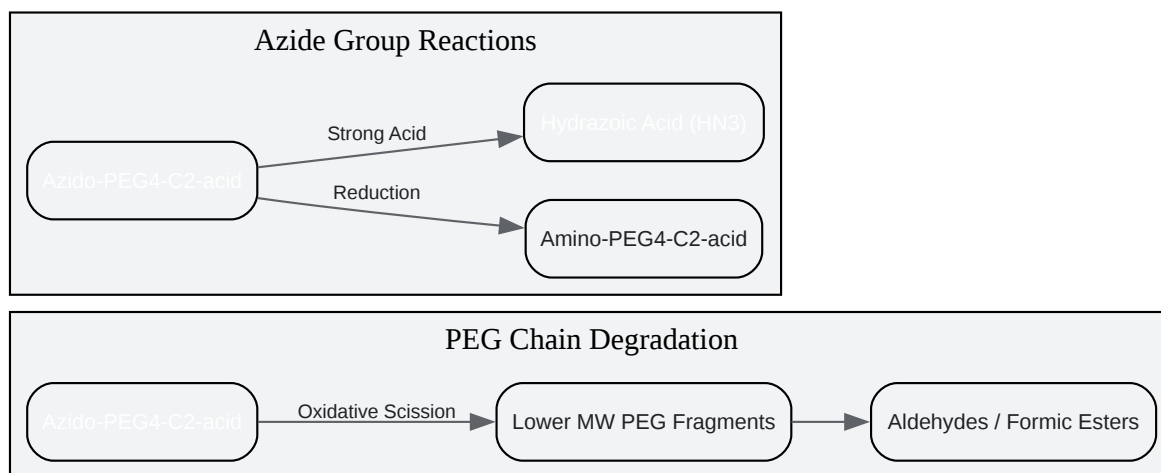 Azide Group Reactions
Azido-PEG4-C2-acid
Strong Acid
Hydrazoic Acid (HN3)
Reduction
Amino-PEG4-C2-acid
PEG Chain Degradation
Azido-PEG4-C2-acid
Oxidative Scission
Lower MW PEG Fragments
Aldehydes / Formic Esters